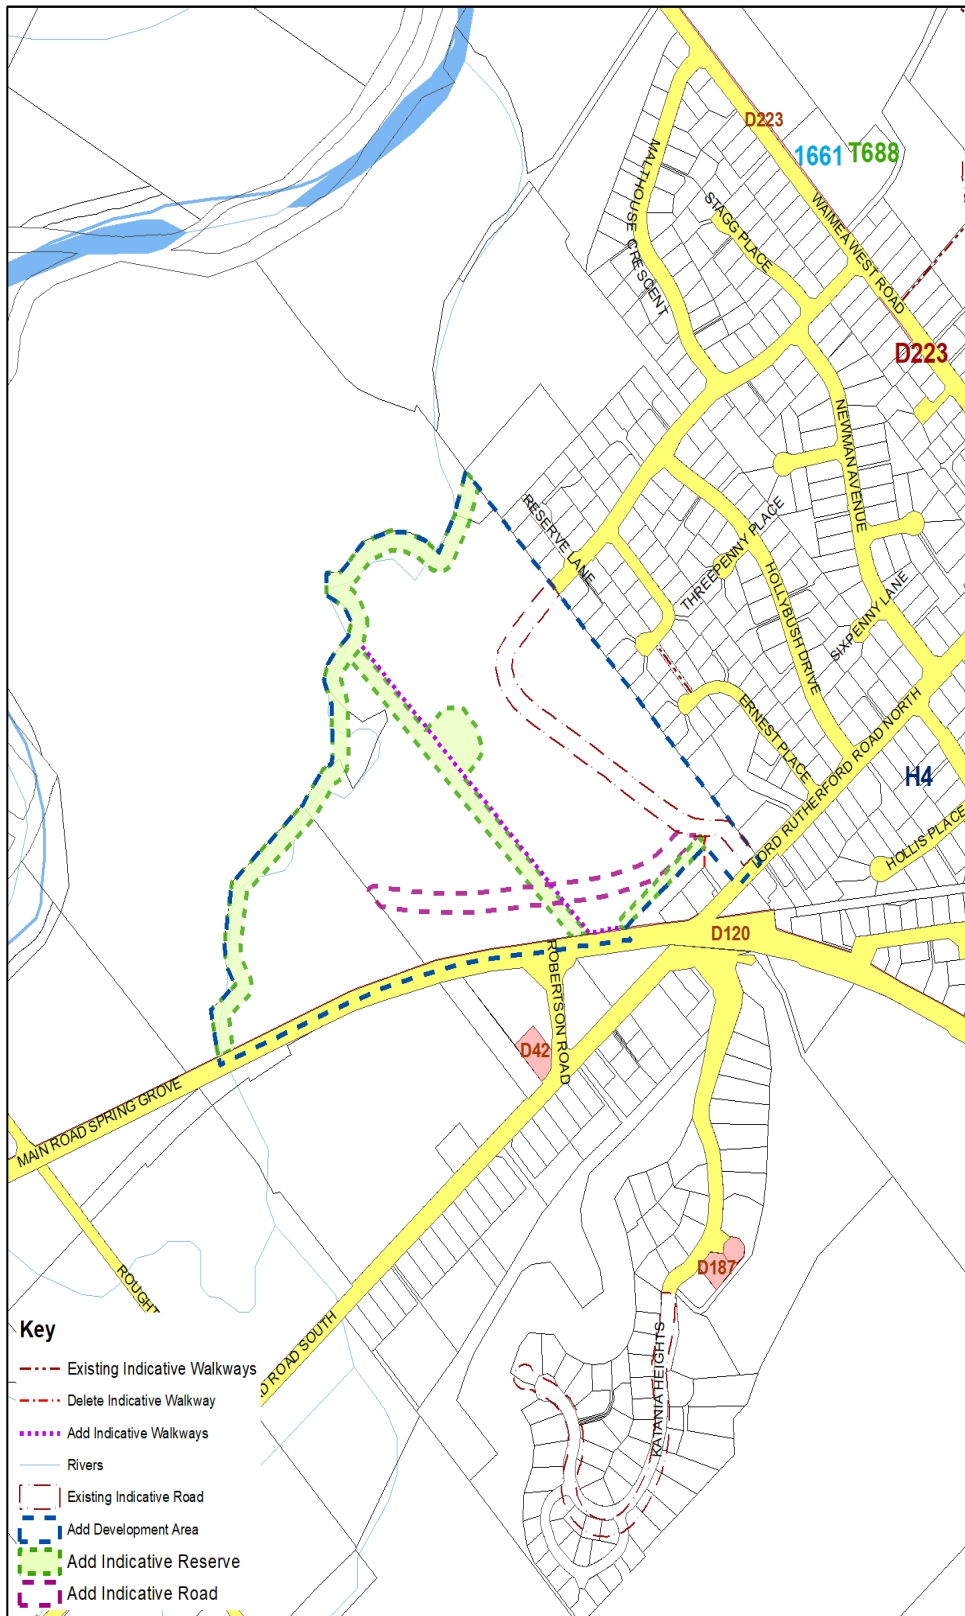 D223
1661 T688
MALTHOUSE CRESCENT
STAGG PLACE
WAIMEA WEST ROAD
D223
NEWMAN AVENUE
RESERVE LANE
THREEPENNY PLACE
HOLLYBUSH DRIVE
SIXPENNY LANE
ERNEST PLACE
LORD RUTHERFORD ROAD NORTH
H4
HOLLIS PLACE
D120
ROBERTSON ROAD
D42
MAIN ROAD SPRING GROVE
D187
ROUGHT
D ROAD SOUTH
KATANIA HEIGHTS
Key
Existing Indicative Walkways
Delete Indicative Walkway
Add Indicative Walkways
Rivers
Existing Indicative Road
Add Development Area
Add Indicative Reserve
Add Indicative Road